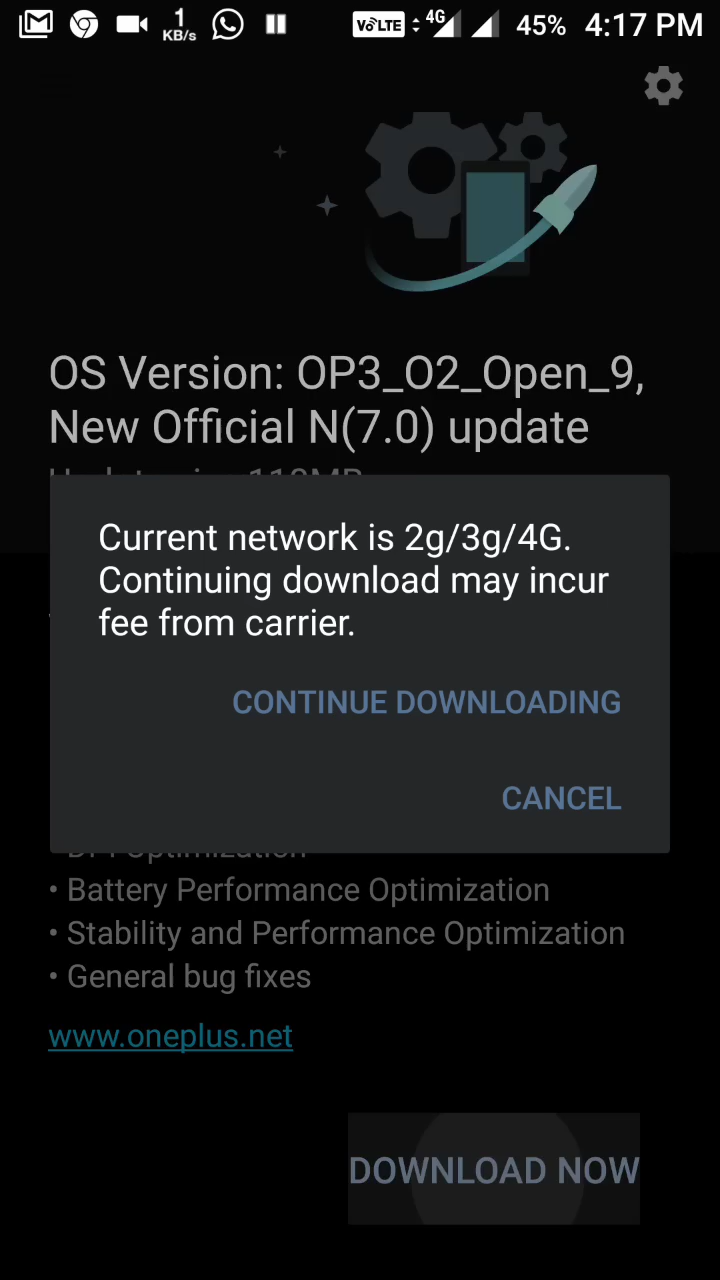 1
KB/s
VoLTE
4G
45%
4:17 PM
OS Version: OP3_O2_Open_9,
New Official N(7.0) update
Current network is 2g/3g/4G.
Continuing download may incur
fee from carrier.
CONTINUE DOWNLOADING
CANCEL
• Battery Performance Optimization
• Stability and Performance Optimization
• General bug fixes
www.oneplus.net
DOWNLOAD NOW